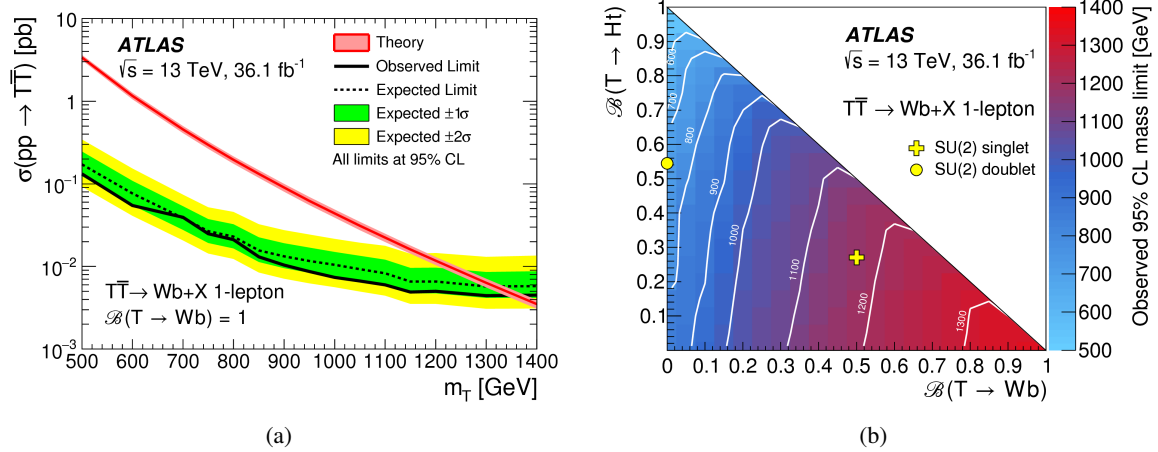 σ(pp → TT̅) [pb]
10
1
10⁻¹
10⁻²
10⁻³
ATLAS
√s = 13 TeV, 36.1 fb⁻¹
Theory
Observed Limit
Expected Limit
Expected ±1σ
Expected ±2σ
All limits at 95% CL
TT̅→ Wb+X 1-lepton
ℬ(T → Wb) = 1
500 600 700 800 900 1000 1100 1200 1300 1400
m_T [GeV]
(a)
ℬ(T → Ht)
1
0.9
0.8
0.7
0.6
0.5
0.4
0.3
0.2
0.1
ATLAS
√s = 13 TeV, 36.1 fb⁻¹
TT̅ → Wb+X 1-lepton
SU(2) singlet
SU(2) doublet
600
700
800
900
1000
1100
1200
1300
0 0.1 0.2 0.3 0.4 0.5 0.6 0.7 0.8 0.9 1
ℬ(T → Wb)
1400
1300
1200
1100
1000
900
800
700
600
500
Observed 95% CL mass limit [GeV]
(b)